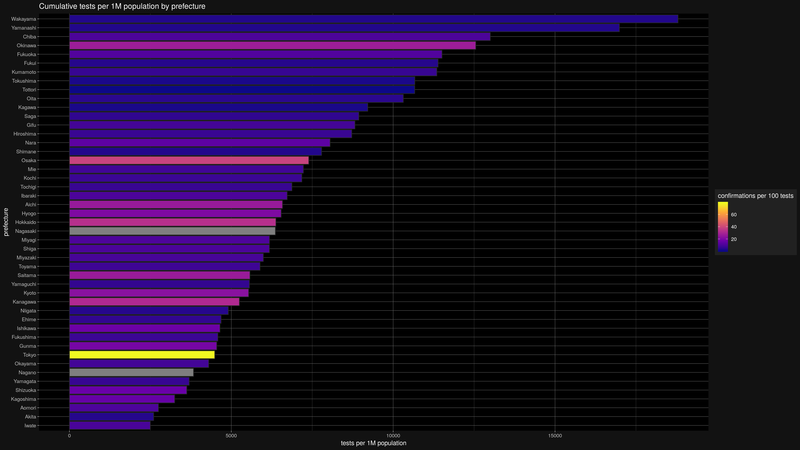 Cumulative tests per 1M population by prefecture
Wakayama
Yamanashi
Chiba
Okinawa
Fukuoka
Fukui
Kumamoto
Tokushima
Tottori
Oita
Kagawa
Saga
Gifu
Hiroshima
Nara
Shimane
Osaka
Mie
Kochi
Tochigi
Ibaraki
Aichi
Hyogo
Hokkaido
Nagasaki
Miyagi
Shiga
Miyazaki
Toyama
Saitama
Yamaguchi
Kyoto
Kanagawa
Niigata
Ehime
Ishikawa
Fukushima
Gunma
Tokyo
Okayama
Nagano
Yamagata
Shizuoka
Kagoshima
Aomori
Akita
Iwate
prefecture
0 5000 10000 15000
tests per 1M population
confirmations per 100 tests
60
40
20